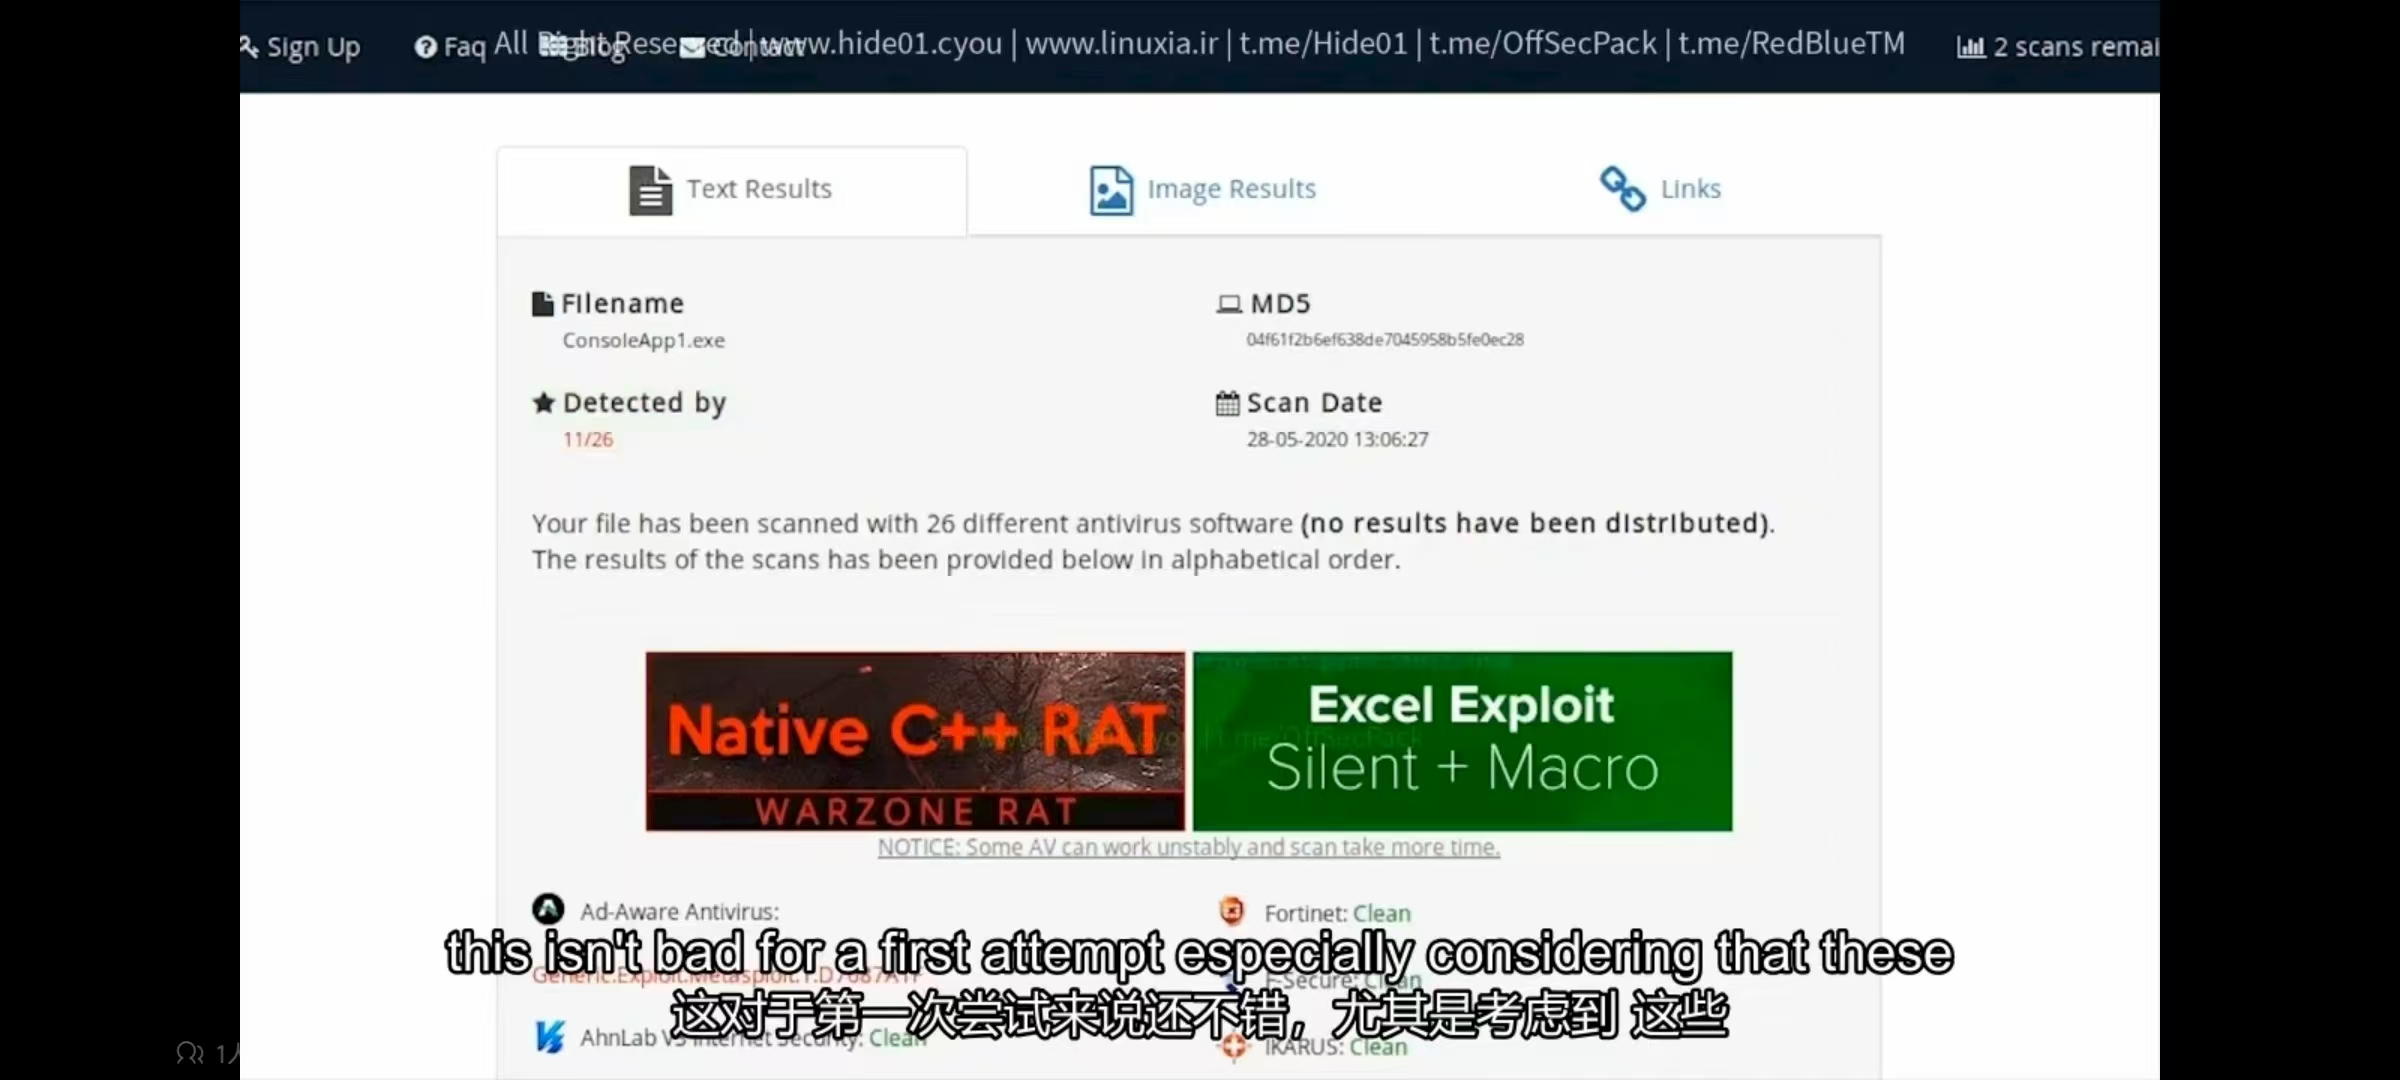 Sign Up
Faq
Blog
Contact
All Right Reserved | www.hide01.cyou | www.linuxia.ir | t.me/Hide01 | t.me/OffSecPack | t.me/RedBlueTM
2 scans remai
Text Results
Image Results
Links
Filename
ConsoleApp1.exe
MD5
04f61f2b6ef638de7045958b5fe0ec28
Detected by
11/26
Scan Date
28-05-2020 13:06:27
Your file has been scanned with 26 different antivirus software (no results have been distributed).
The results of the scans has been provided below in alphabetical order.
Native C++ RAT
WARZONE RAT
Excel Exploit
Silent + Macro
NOTICE: Some AV can work unstably and scan take more time.
Ad-Aware Antivirus:
Fortinet: Clean
this isn't bad for a first attempt especially considering that these
F-Secure: Clean
这对于第一次尝试来说还不错，尤其是考虑到 这些
AhnLab V3 Internet Security: Clean
IKARUS: Clean
1人